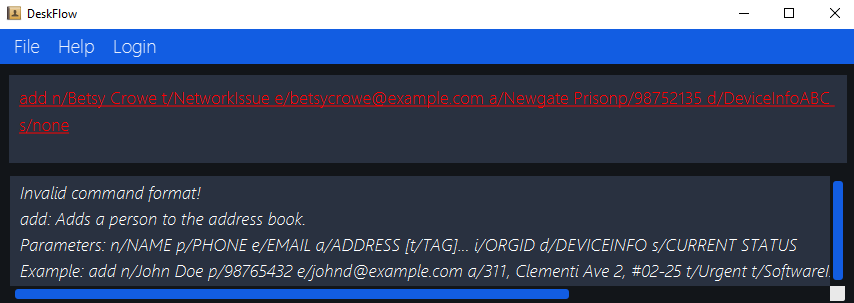 DeskFlow
File Help Login
add n/Betsy Crowe t/NetworkIssue e/betsycrowe@example.com a/Newgate Prisonp/98752135 d/DeviceInfoABC
s/none
Invalid command format!
add: Adds a person to the address book.
Parameters: n/NAME p/PHONE e/EMAIL a/ADDRESS [t/TAG]... i/ORGID d/DEVICEINFO s/CURRENT STATUS
Example: add n/John Doe p/98765432 e/johnd@example.com a/311, Clementi Ave 2, #02-25 t/Urgent t/SoftwareI